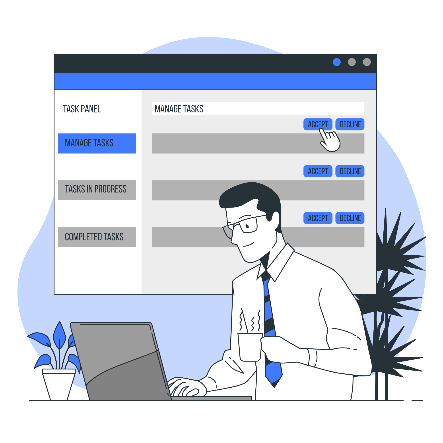 TASK PANEL
MANAGE TASKS
ACCEPT DECLINE
MANAGE TASKS
ACCEPT DECLINE
TASKS IN PROGRESS
ACCEPT DECLINE
COMPLETED TASKS